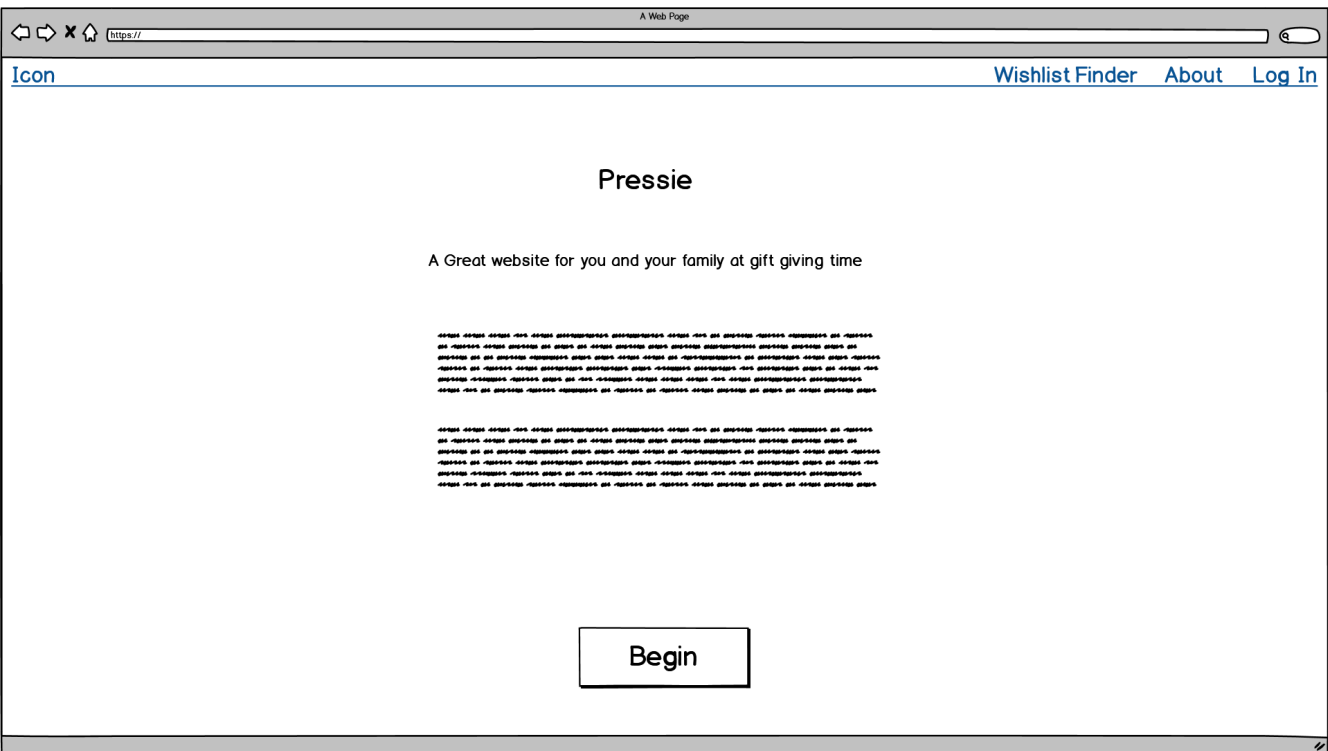 A Web Page
https://
Icon Wishlist Finder About Log In
Pressie
A Great website for you and your family at gift giving time
Begin